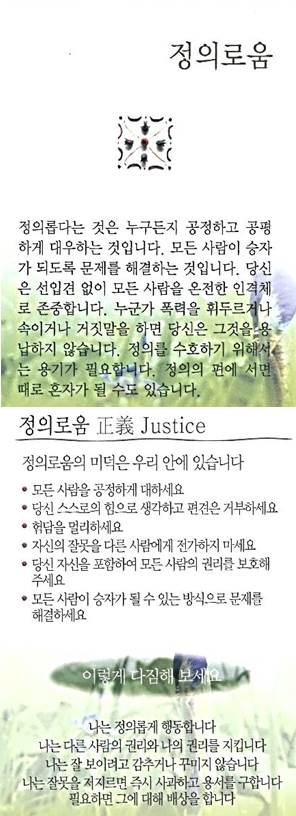 정의로움
정의롭다는 것은 누구든지 공정하고 공평
하게 대우하는 것입니다. 모든 사람이 승자
가 되도록 문제를 해결하는 것입니다. 당신
은 선입견 없이 모든 사람을 온전한 인격체
로 존중합니다. 누군가 폭력을 휘두르거나
속이거나 거짓말을 하면 당신은 그것을 용
납하지 않습니다. 정의를 수호하기 위해서
는 용기가 필요합니다. 정의의 편에 서면
때로 혼자가 될 수도 있습니다.
정의로움 正義 Justice
정의로움의 미덕은 우리 안에 있습니다
• 모든 사람을 공정하게 대하세요
• 당신 스스로의 힘으로 생각하고 편견은 거부하세요
• 험담을 멀리하세요
• 자신의 잘못을 다른 사람에게 전가하지 마세요
• 당신 자신을 포함하여 모든 사람의 권리를 보호해
주세요
• 모든 사람이 승자가 될 수 있는 방식으로 문제를
해결하세요
이렇게 다짐해 보세요
나는 정의롭게 행동합니다
나는 다른 사람의 권리와 나의 권리를 지킵니다
나는 잘 보이려고 감추거나 꾸미지 않습니다
나는 잘못을 저지르면 즉시 사과하고 용서를 구합니다
필요하면 그에 대해 배상을 합니다